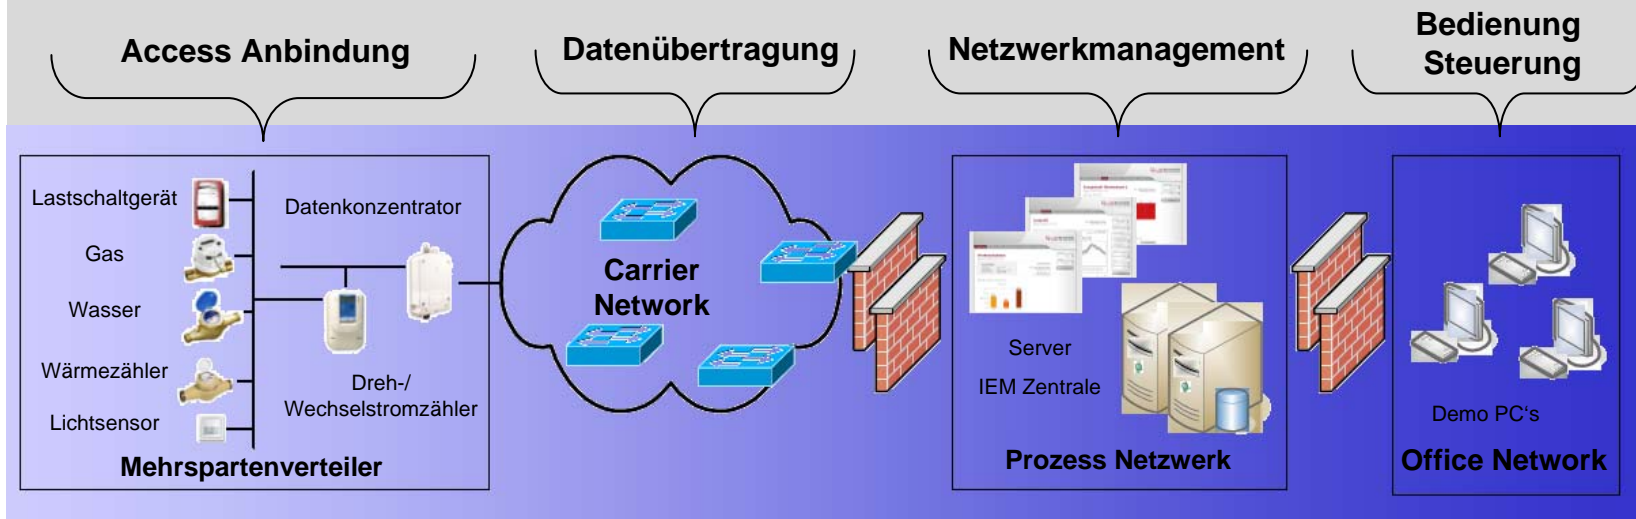 Access Anbindung
Datenübertragung
Netzwerkmanagement
Bedienung
Steuerung
Lastschaltgerät
Gas
Wasser
Wärmezähler
Lichtsensor
Datenkonzentrator
Dreh-/
Wechselstromzähler
Mehrspartenverteiler
Carrier
Network
Server
IEM Zentrale
Prozess Netzwerk
Demo PC‘s
Office Network